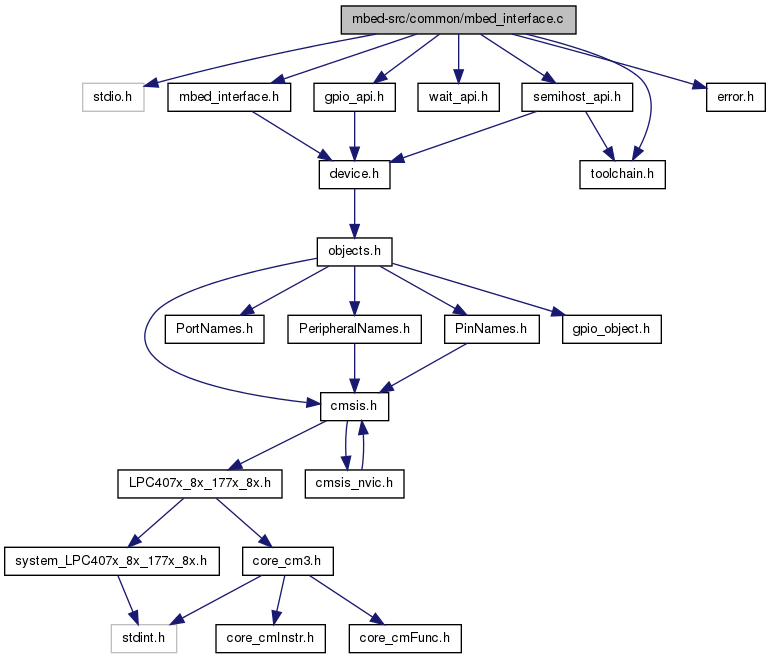 mbed-src/common/mbed_interface.c
stdio.h
mbed_interface.h
gpio_api.h
wait_api.h
semihost_api.h
error.h
device.h
toolchain.h
objects.h
PortNames.h
PeripheralNames.h
PinNames.h
gpio_object.h
cmsis.h
LPC407x_8x_177x_8x.h
cmsis_nvic.h
system_LPC407x_8x_177x_8x.h
core_cm3.h
stdint.h
core_cmInstr.h
core_cmFunc.h